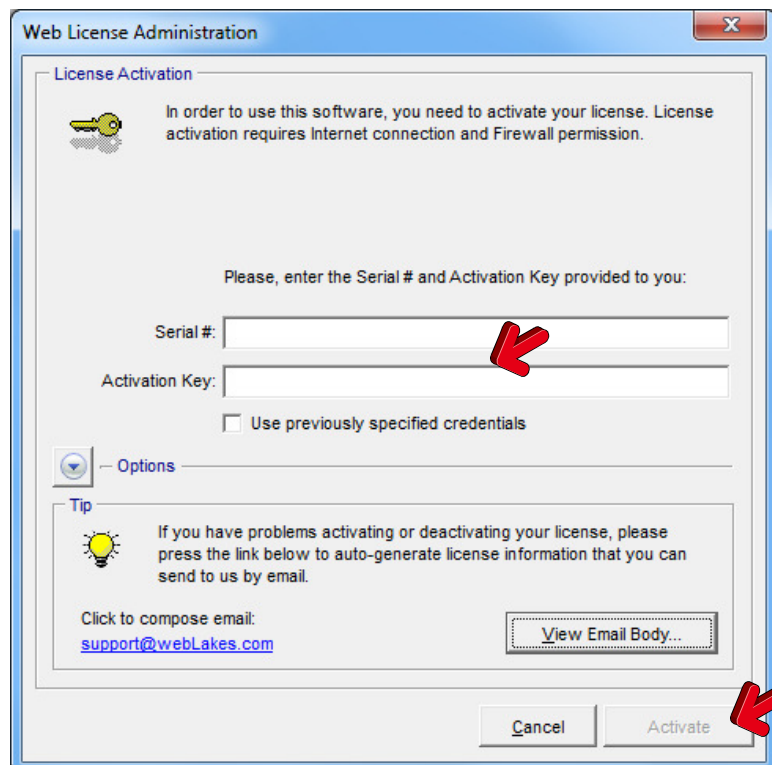 Web License Administration
License Activation
In order to use this software, you need to activate your license. License
activation requires Internet connection and Firewall permission.
Please, enter the Serial # and Activation Key provided to you:
Serial #:
Activation Key:
Use previously specified credentials
Options
Tip
If you have problems activating or deactivating your license, please
press the link below to auto-generate license information that you can
send to us by email.
Click to compose email:
support@webLakes.com
View Email Body...
Cancel
Activate